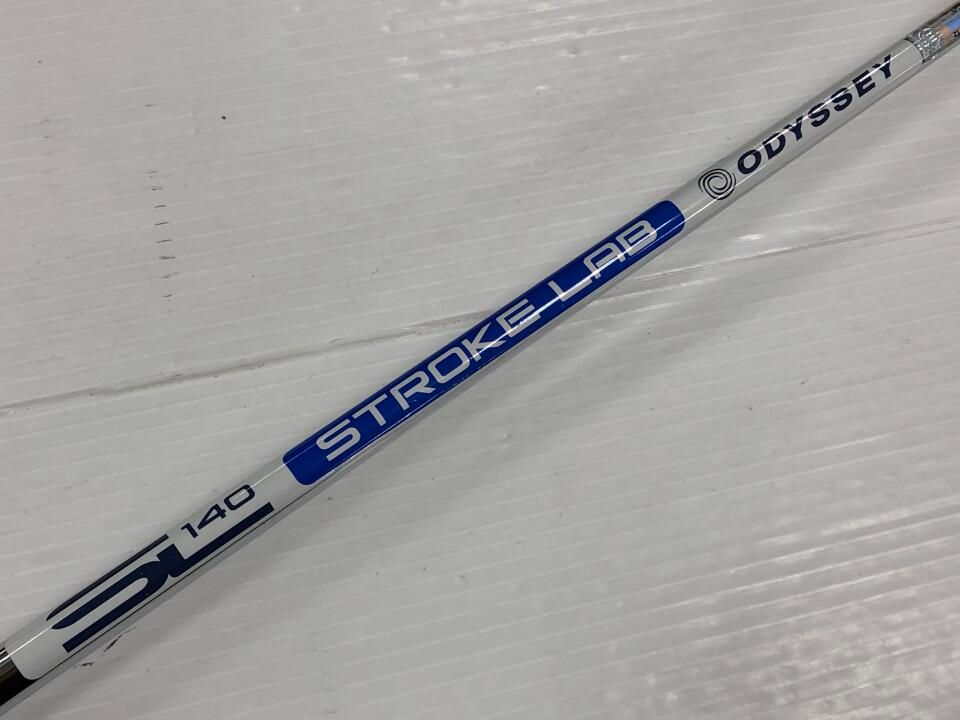 SL 140
STROKE LAB
ODYSSEY